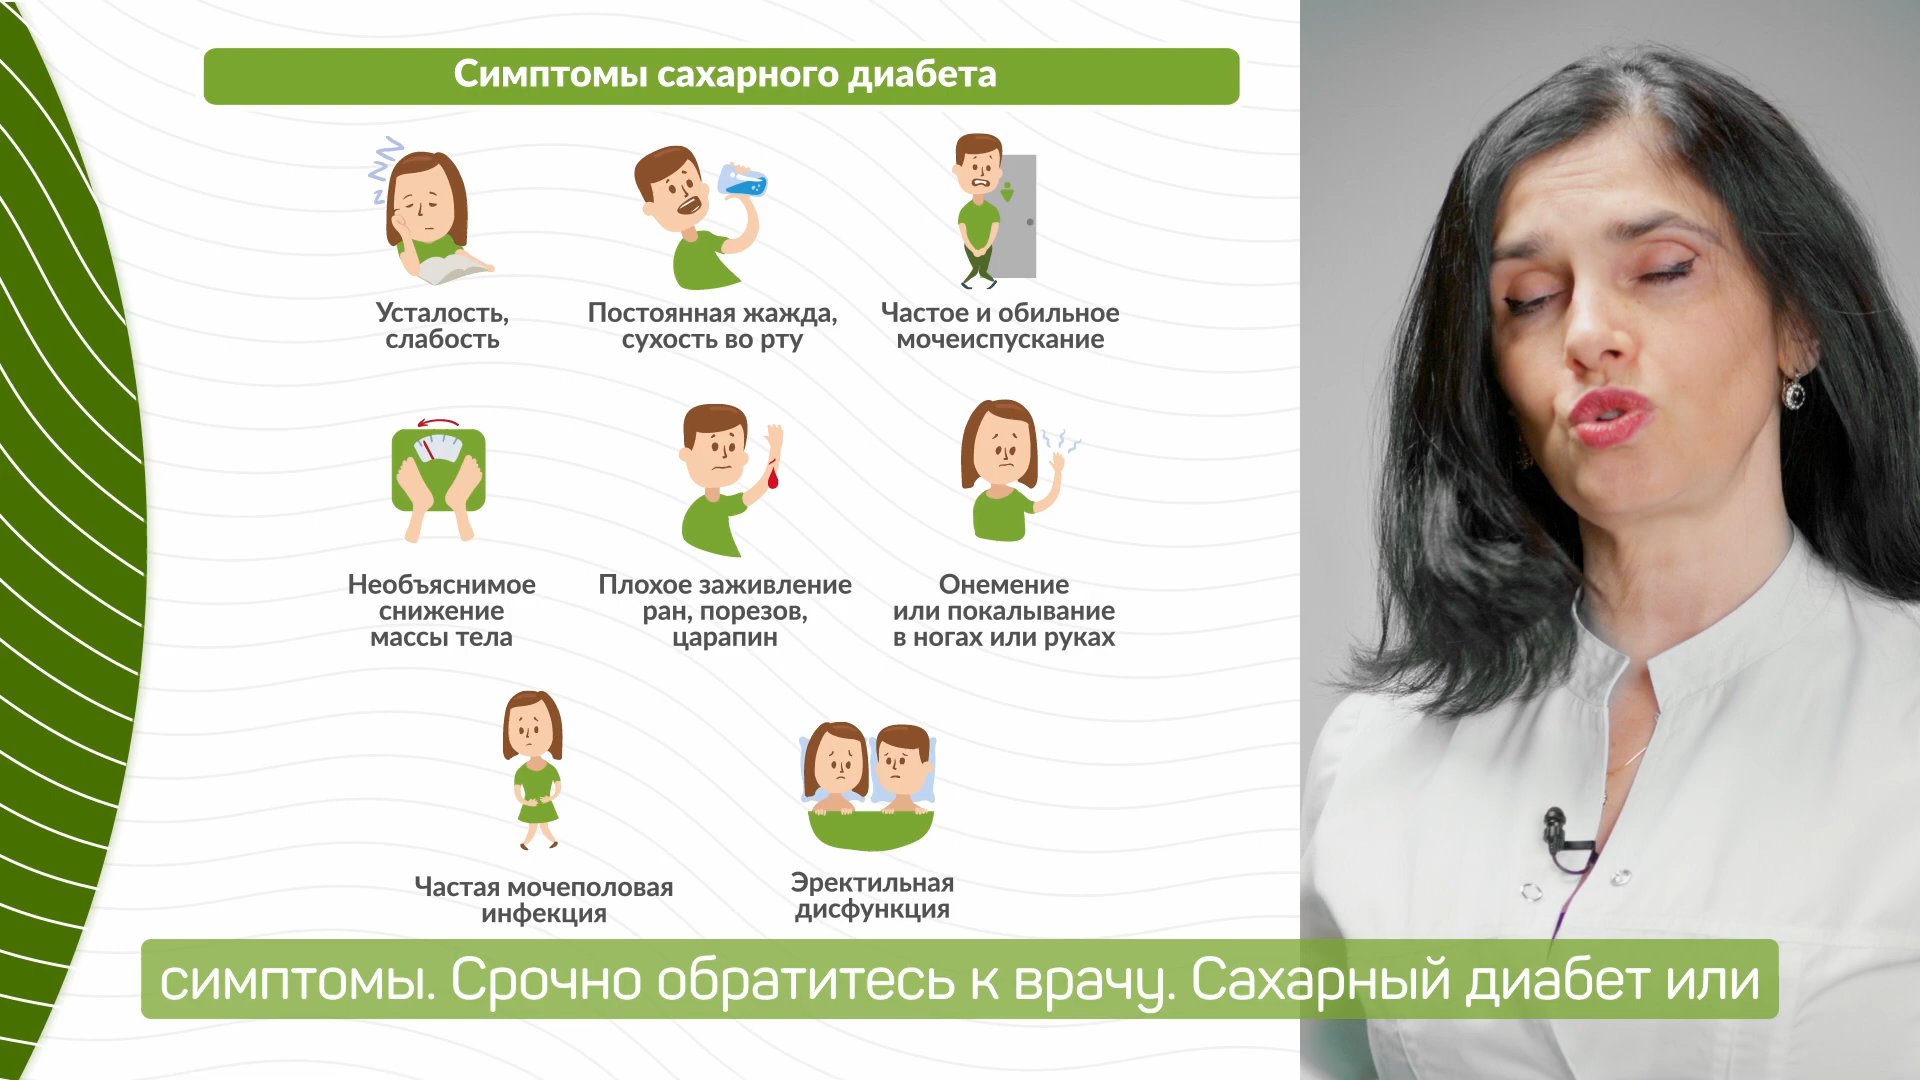 Симптомы сахарного диабета
Усталость,
слабость
Постоянная жажда,
сухость во рту
Частое и обильное
мочеиспускание
Необъяснимое
снижение
массы тела
Плохое заживление
ран, порезов,
царапин
Онемение
или покалывание
в ногах или руках
Частая мочеполовая
инфекция
Эректильная
дисфункция
симптомы. Срочно обратитесь к врачу. Сахарный диабет или